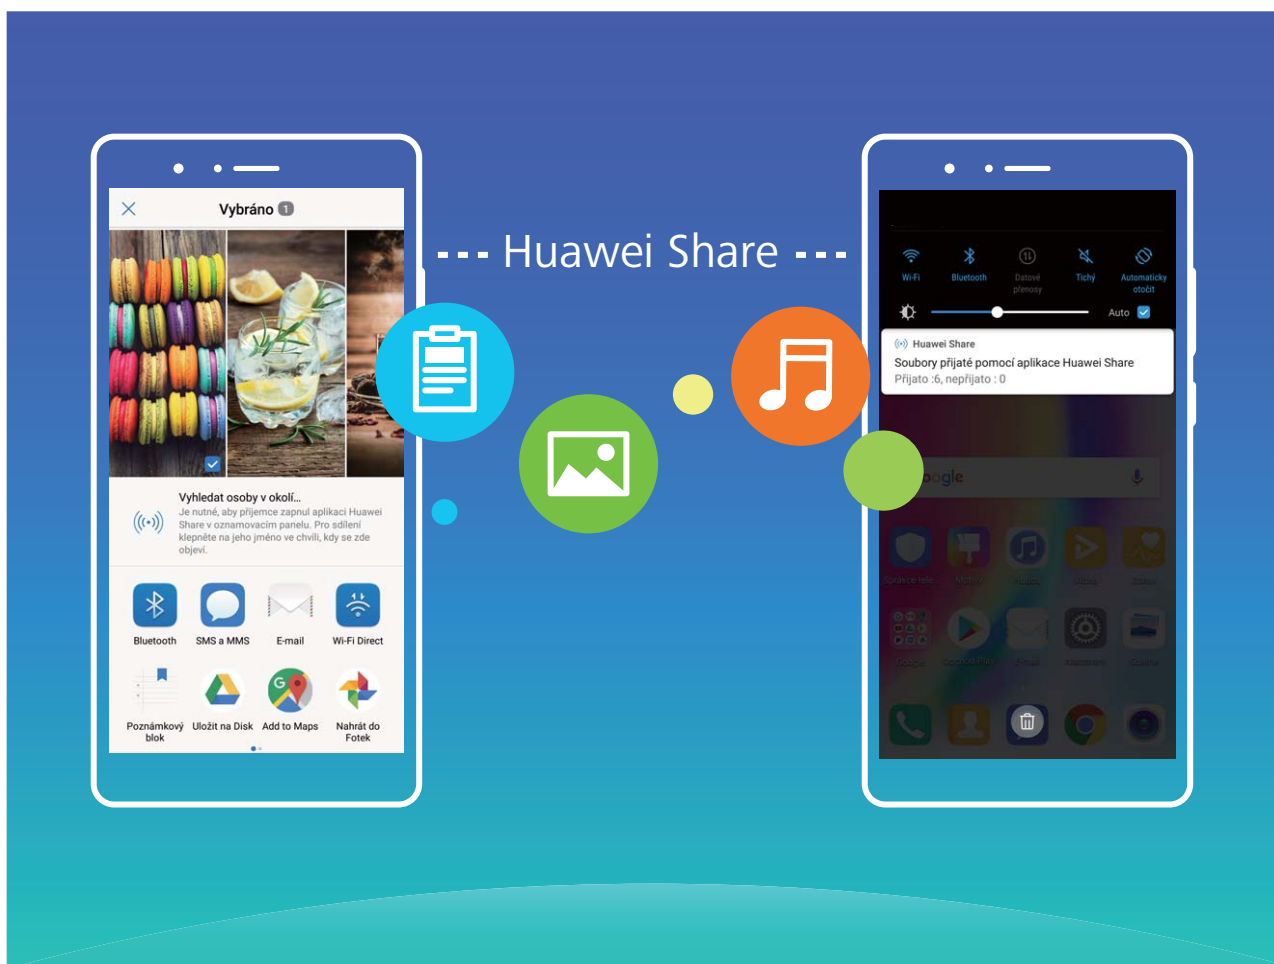 Vybráno 1
--- Huawei Share ---
Vyhledat osoby v okolí...
Je nutné, aby příjemce zapnul aplikaci Huawei
Share v oznamovacím panelu. Pro sdílení
klepněte na jeho jméno ve chvíli, kdy se zde
objeví.
Bluetooth SMS a MMS E-mail Wi-Fi Direct
Poznámkový Uložit na Disk Add to Maps Nahrát do
blok Fotek
Wi-Fi Bluetooth Datové Tichý Automaticky
přenosy otočit
Auto
Huawei Share
Soubory přijaté pomocí aplikace Huawei Share
Přijato :6, nepřijato : 0
E-mail